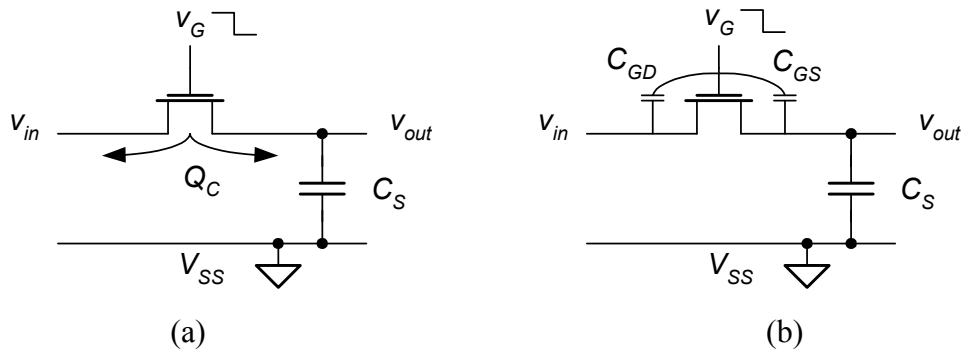 v_G
v_in
v_out
Q_C
C_S
V_SS
(a)
v_G
C_GD
C_GS
v_in
v_out
C_S
V_SS
(b)